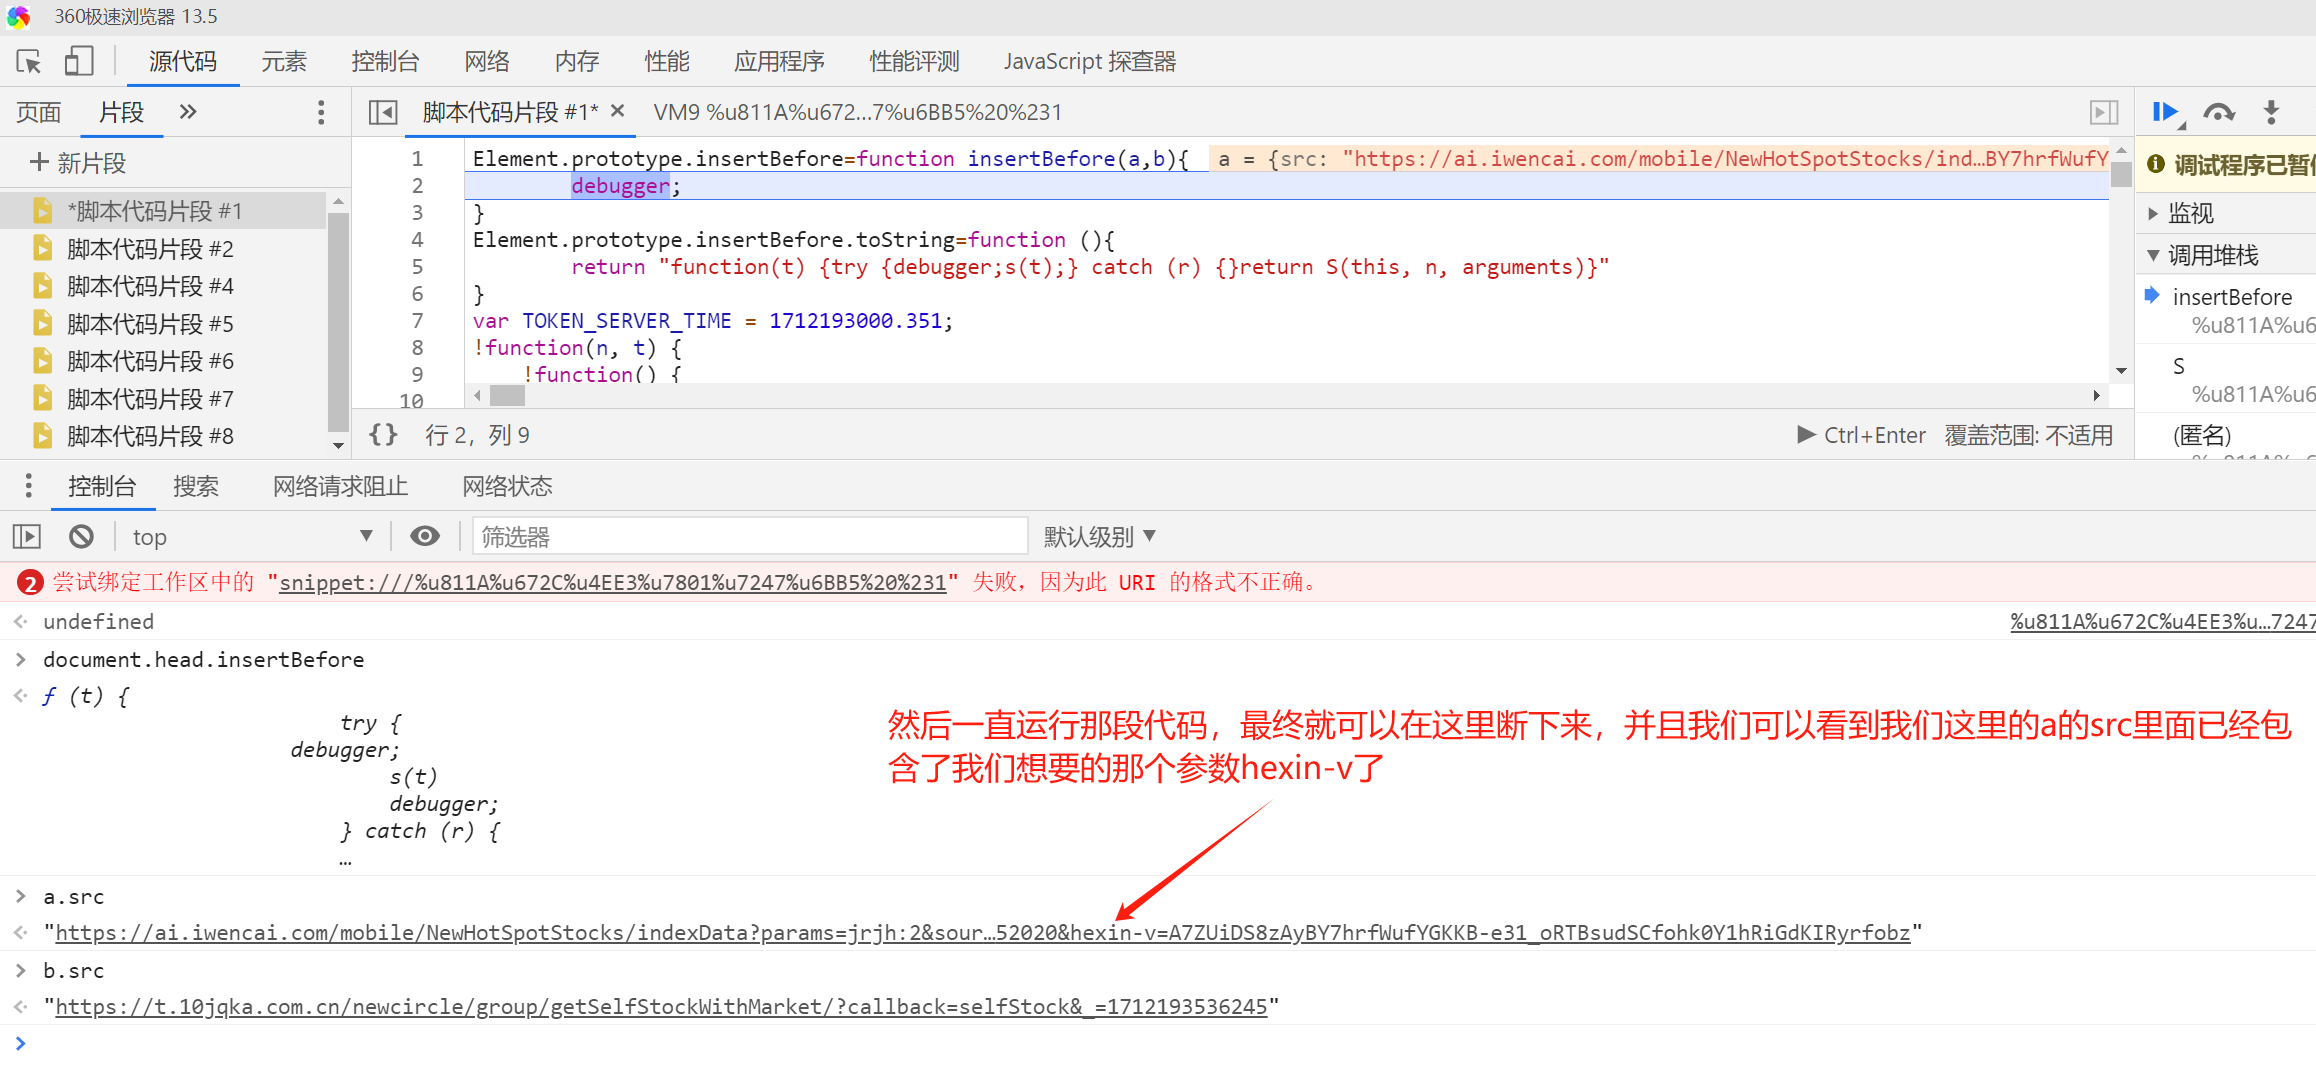 360极速浏览器 13.5
源代码 元素 控制台 网络 内存 性能 应用程序 性能评测 JavaScript 探查器
页面 片段 脚本代码片段 #1* VM9 %u811A%u672...7%u6BB5%20%231
新片段
*脚本代码片段 #1
脚本代码片段 #2
脚本代码片段 #4
脚本代码片段 #5
脚本代码片段 #6
脚本代码片段 #7
脚本代码片段 #8
1 Element.prototype.insertBefore=function insertBefore(a,b){ a = {src: "https://ai.iwencai.com/mobile/NewHotSpotStocks/ind…BY7hrfWufY
2 debugger;
3 }
4 Element.prototype.insertBefore.toString=function (){
5 return "function(t) {try {debugger;s(t);} catch (r) {}return S(this, n, arguments)}"
6 }
7 var TOKEN_SERVER_TIME = 1712193000.351;
8 !function(n, t) {
9 !function() {
10
{} 行 2，列 9 Ctrl+Enter 覆盖范围: 不适用
调试程序已暂
监视
调用堆栈
insertBefore
%u811A%u6
S
%u811A%u6
(匿名)
控制台 搜索 网络请求阻止 网络状态
top 筛选器 默认级别
2 尝试绑定工作区中的 "snippet:///%u811A%u672C%u4EE3%u7801%u7247%u6BB5%20%231" 失败，因为此 URI 的格式不正确。
undefined %u811A%u672C%u4EE3%u…7247
document.head.insertBefore
ƒ (t) {
try {
debugger;
s(t)
debugger;
} catch (r) {
…
然后一直运行那段代码，最终就可以在这里断下来，并且我们可以看到我们这里的a的src里面已经包
含了我们想要的那个参数hexin-v了
a.src
"https://ai.iwencai.com/mobile/NewHotSpotStocks/indexData?params=jrjh:2&sour…52020&hexin-v=A7ZUiDS8zAyBY7hrfWufYGKKB-e31_oRTBsudSCfohk0Y1hRiGdKIRyrfobz"
b.src
"https://t.10jqka.com.cn/newcircle/group/getSelfStockWithMarket/?callback=selfStock&_=1712193536245"